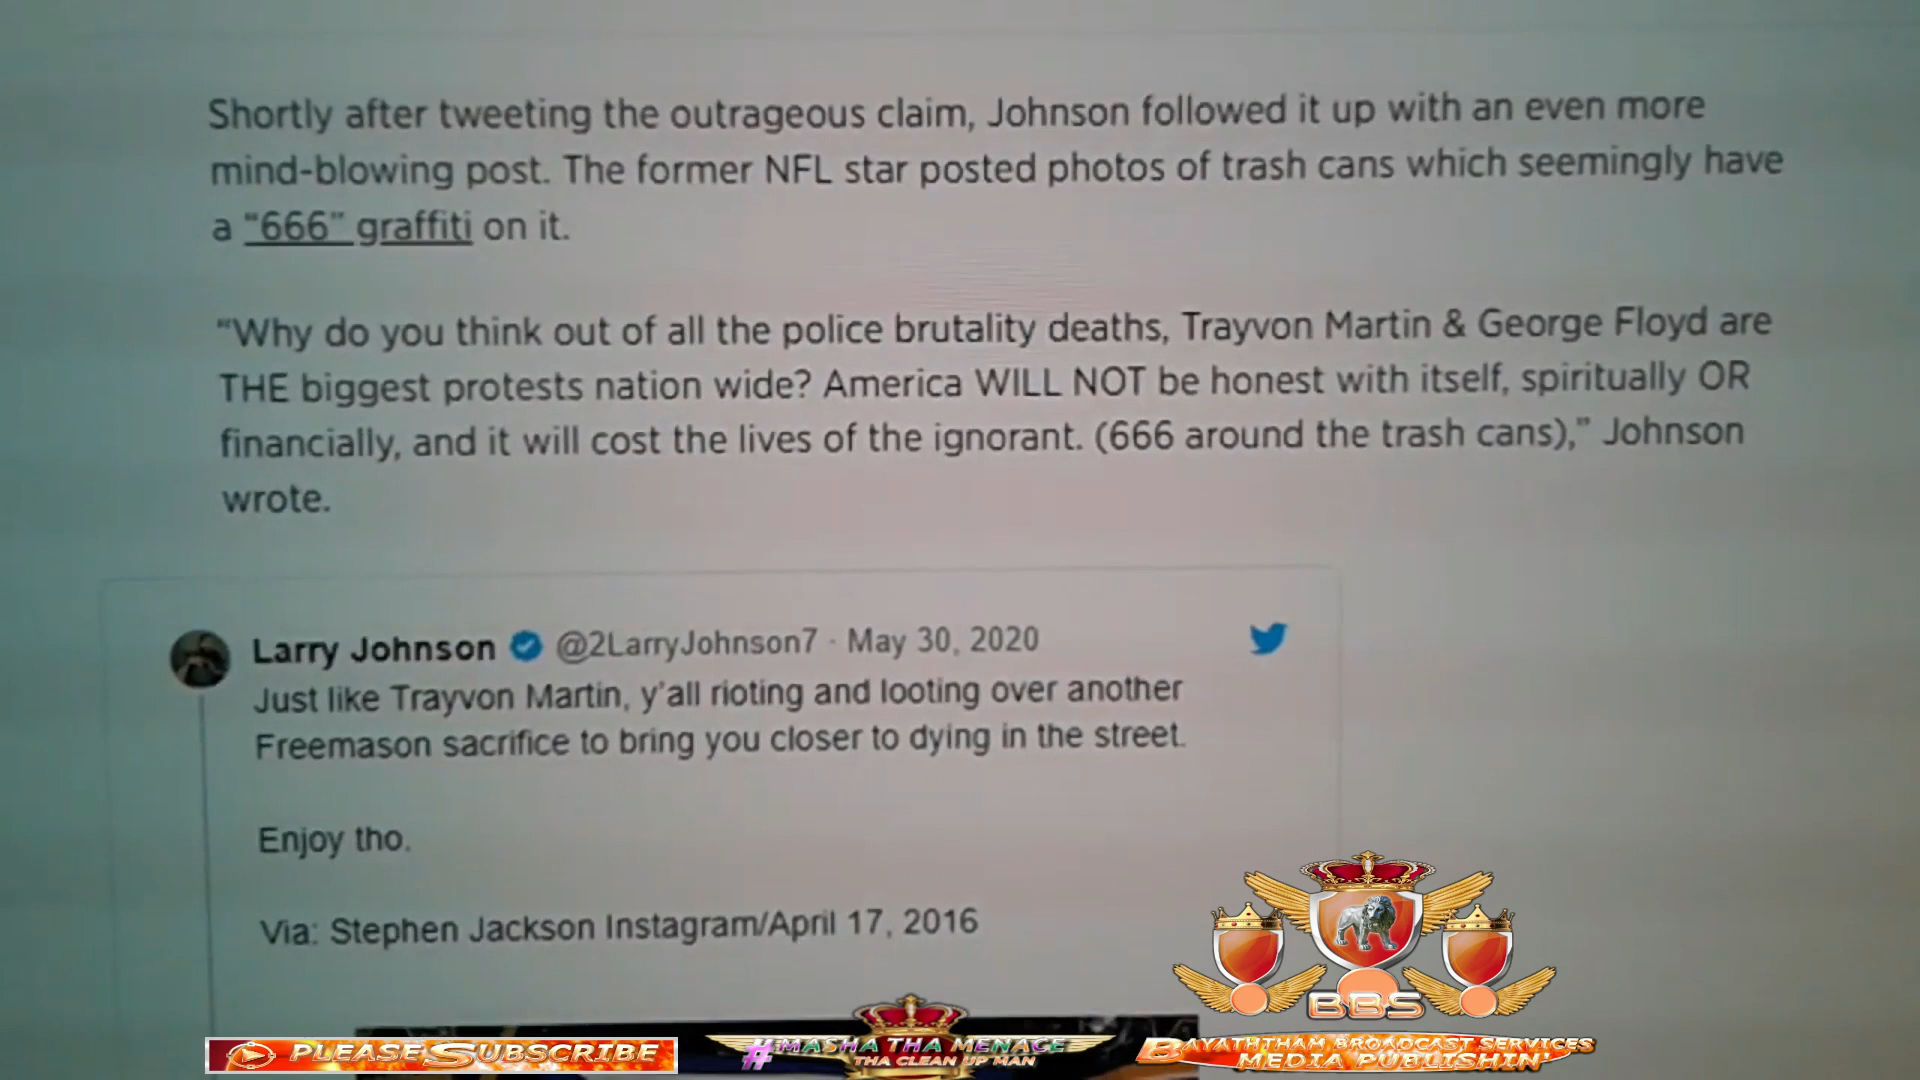 Shortly after tweeting the outrageous claim, Johnson followed it up with an even more
mind-blowing post. The former NFL star posted photos of trash cans which seemingly have
a “666” graffiti on it.
“Why do you think out of all the police brutality deaths, Trayvon Martin & George Floyd are
THE biggest protests nation wide? America WILL NOT be honest with itself, spiritually OR
financially, and it will cost the lives of the ignorant. (666 around the trash cans),” Johnson
wrote.
Larry Johnson @2LarryJohnson7 · May 30, 2020
Just like Trayvon Martin, y'all rioting and looting over another
Freemason sacrifice to bring you closer to dying in the street.
Enjoy tho.
Via: Stephen Jackson Instagram/April 17, 2016
BBS
PLEASE SUBSCRIBE
#MASHA THA MENACE
THA CLEAN UP MAN
BAYATHTHAM BROADCAST SERVICES
MEDIA PUBLISHIN'